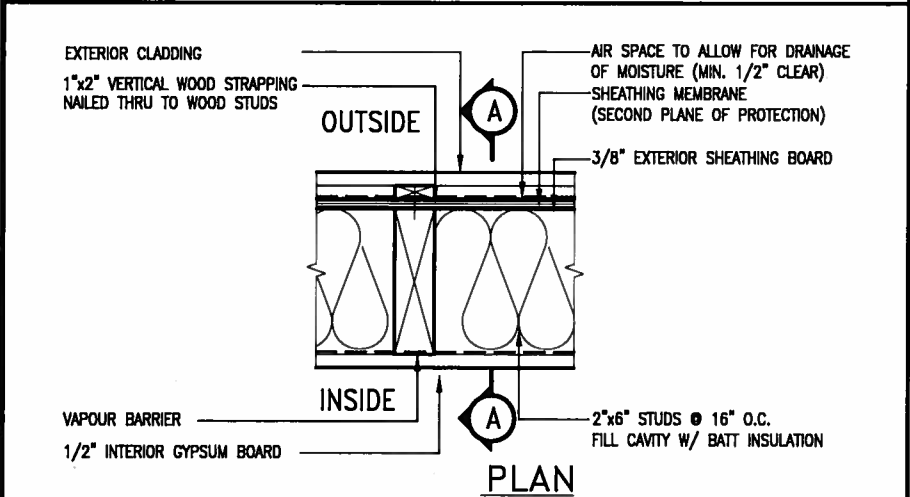 EXTERIOR CLADDING
1"x2" VERTICAL WOOD STRAPPING
NAILED THRU TO WOOD STUDS
OUTSIDE
A
AIR SPACE TO ALLOW FOR DRAINAGE
OF MOISTURE (MIN. 1/2" CLEAR)
SHEATHING MEMBRANE
(SECOND PLANE OF PROTECTION)
3/8" EXTERIOR SHEATHING BOARD
INSIDE
A
VAPOUR BARRIER
1/2" INTERIOR GYPSUM BOARD
2"x6" STUDS @ 16" O.C.
FILL CAVITY W/ BATT INSULATION
PLAN